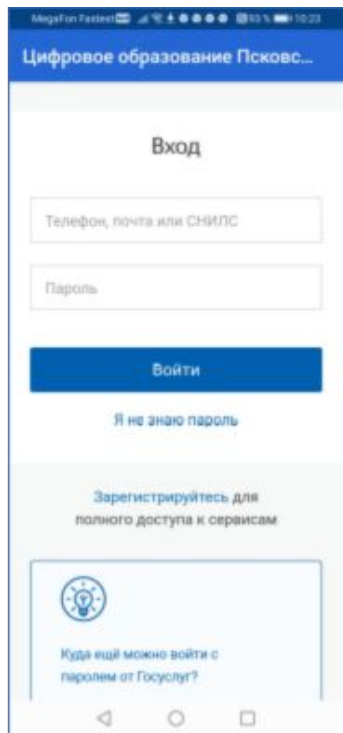 MegaFon Fastest 93 % 10:23
Цифровое образование Псковс...
Вход
Телефон, почта или СНИЛС
Пароль
Войти
Я не знаю пароль
Зарегистрируйтесь для
полного доступа к сервисам
Куда ещё можно войти с
паролем от Госуслуг?